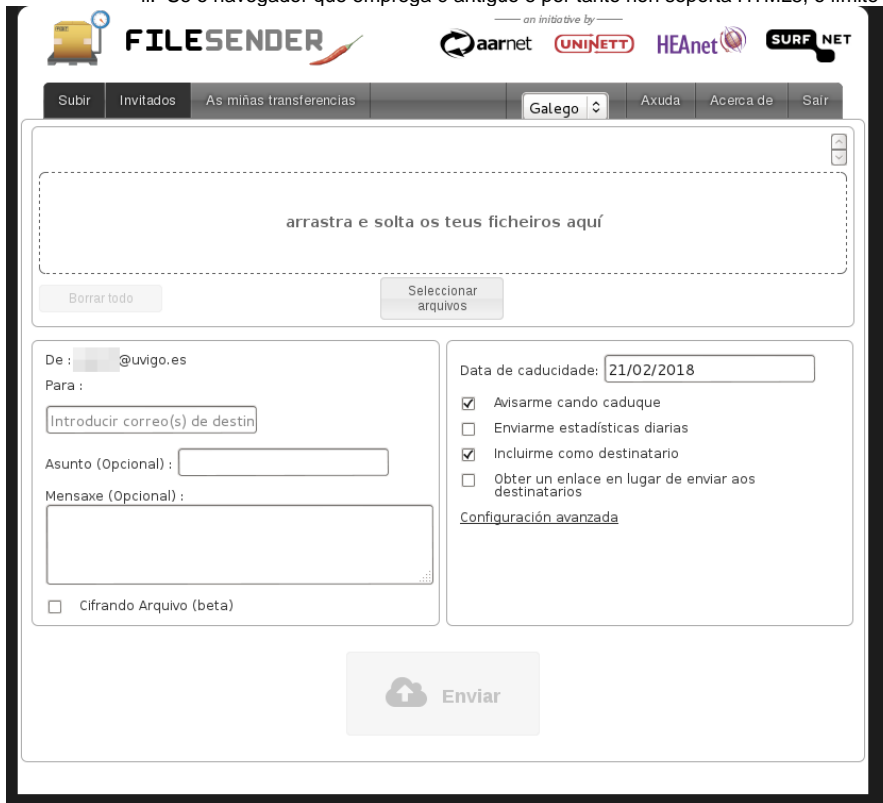 — an initiative by —
FILESENDER
aarnet UNINETT HEAnet SURF NET
Subir Invitados As miñas transferencias Galego Axuda Acerca de Saír
arrastra e solta os teus ficheiros aquí
Borrar todo
Seleccionar
arquivos
De : @uvigo.es
Para :
Introducir correo(s) de destin
Asunto (Opcional) :
Mensaxe (Opcional) :
Cifrando Arquivo (beta)
Data de caducidade: 21/02/2018
Avisarme cando caduque
Enviarme estatísticas diarias
Incluirme como destinatario
Obter un enlace en lugar de enviar aos
destinatarios
Configuración avanzada
Enviar